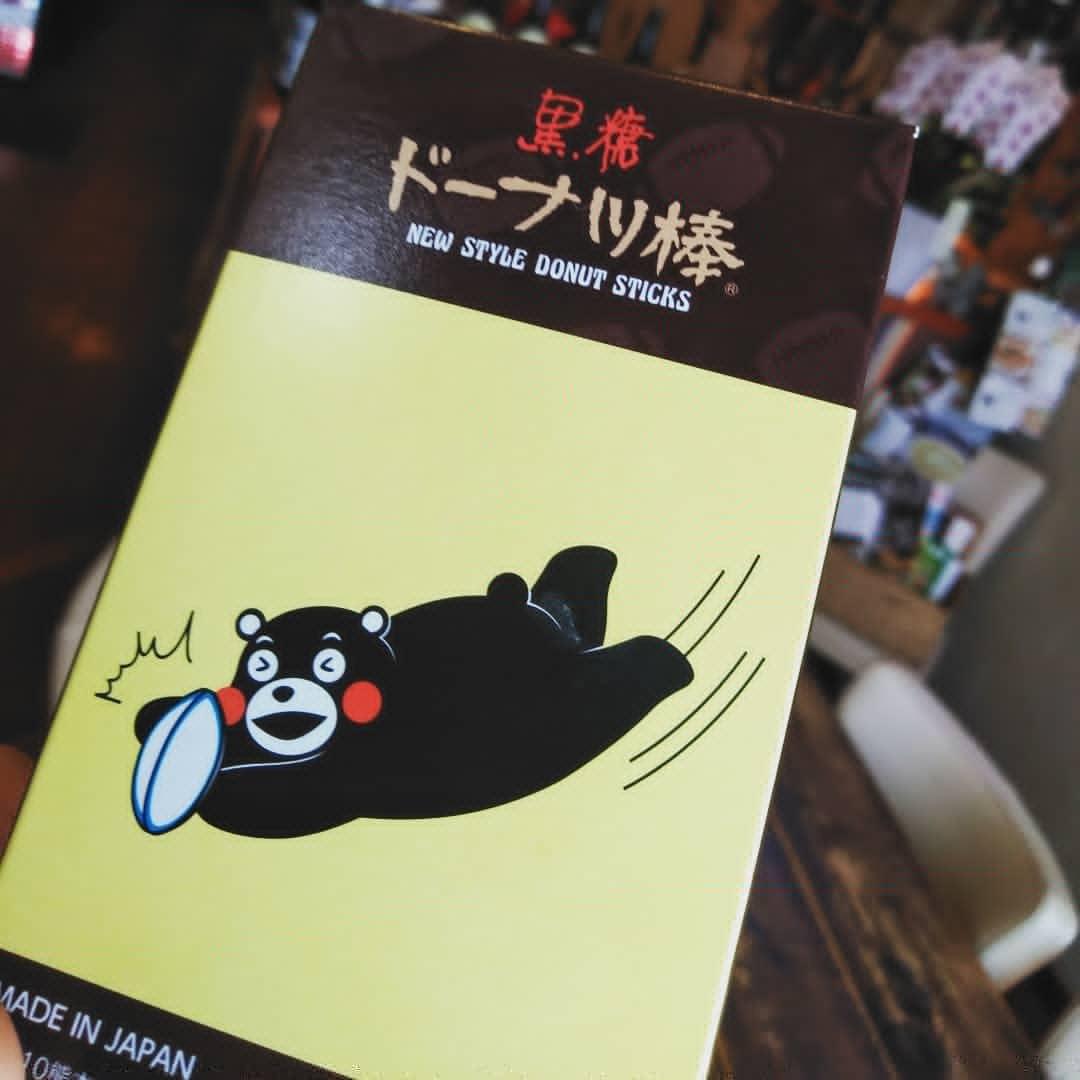 黒糖
ドーナツ棒
NEW STYLE DONUT STICKS
®
MADE IN JAPAN